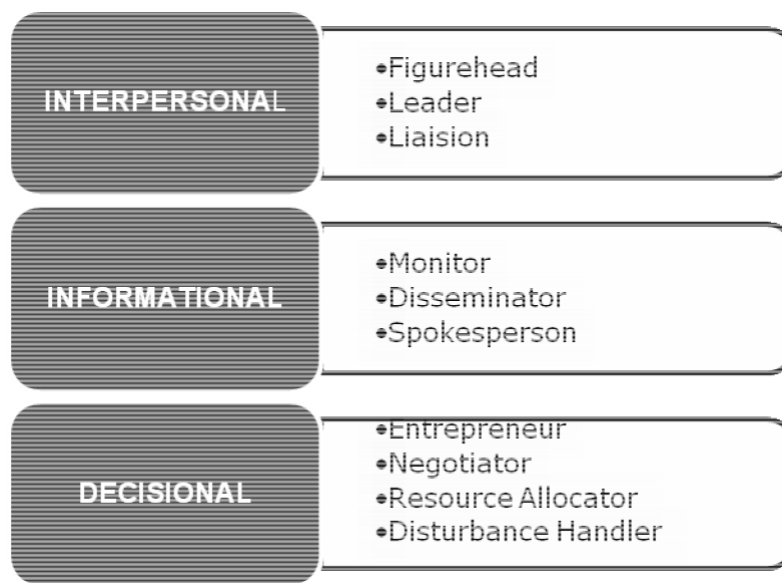 INTERPERSONAL
•Figurehead
•Leader
•Liaision
INFORMATIONAL
•Monitor
•Disseminator
•Spokesperson
DECISIONAL
•Entrepreneur
•Negotiator
•Resource Allocator
•Disturbance Handler